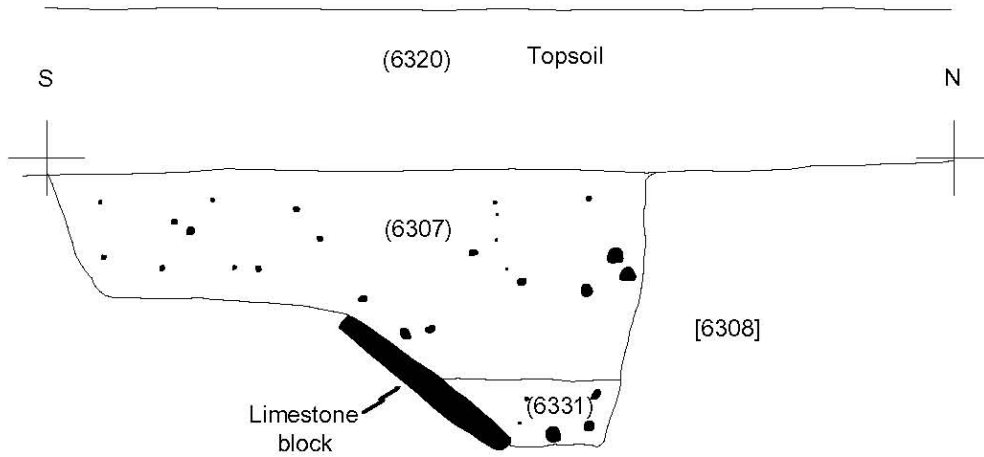 (6320) Topsoil
S
N
(6307)
[6308]
(6331)
Limestone
block